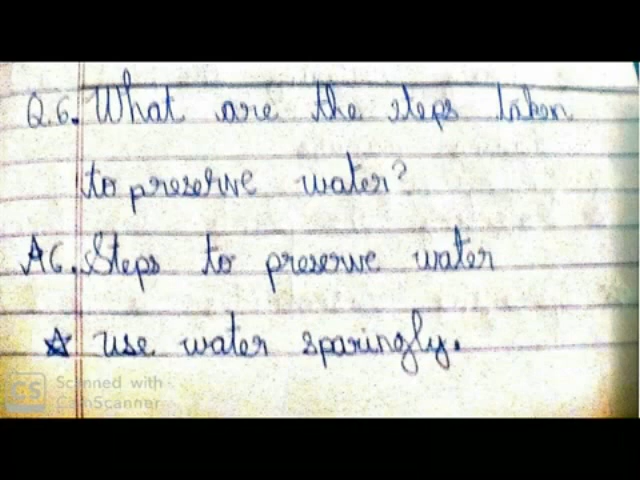 Q.6. What are the steps taken
to preserve water?
A6. Steps to preserve water
☆ use water sparingly.
CS Scanned with
CamScanner